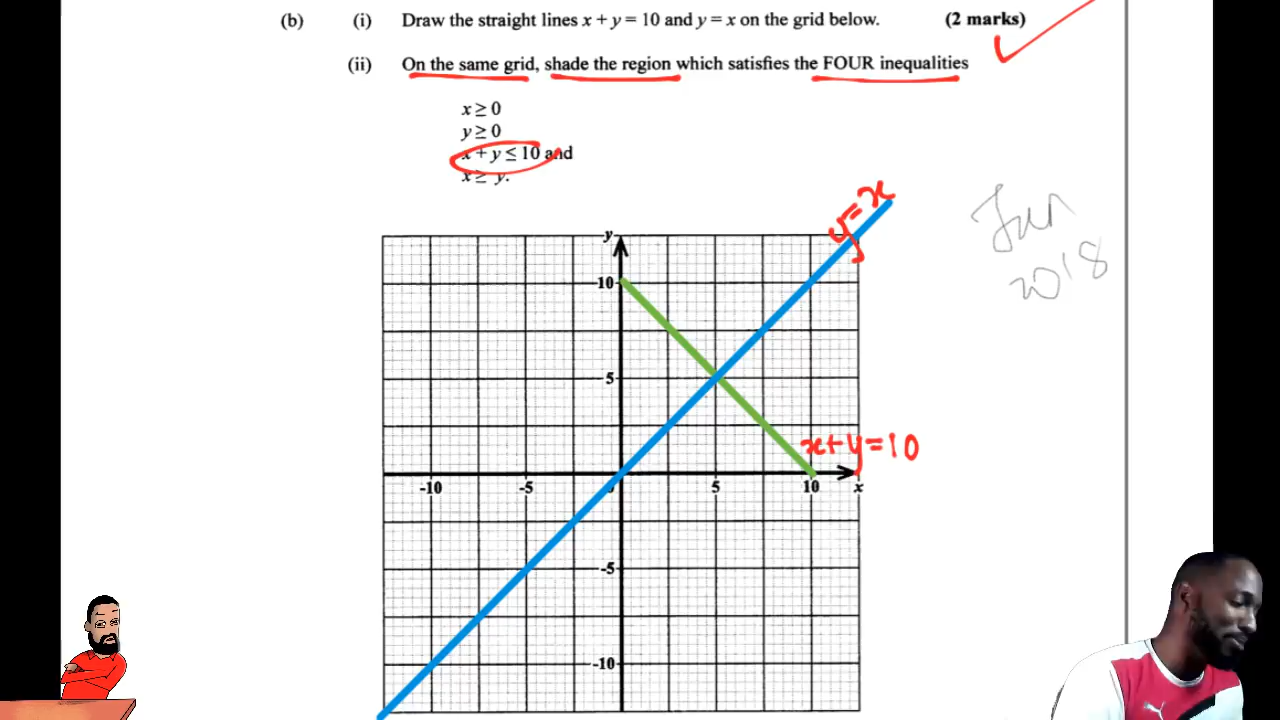 (b) (i) Draw the straight lines x + y = 10 and y = x on the grid below. (2 marks)
(ii) On the same grid, shade the region which satisfies the FOUR inequalities
x ≥ 0
y ≥ 0
x + y ≤ 10 and
x ≥ y.
y=x
Jun
2018
y
10
5
x+y=10
-10 -5 0 5 10 x
-5
-10